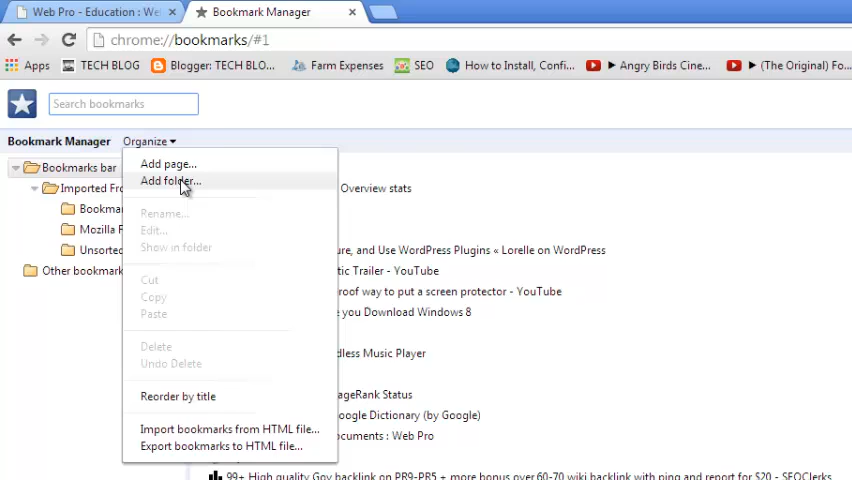 Web Pro - Education : We
Bookmark Manager
chrome://bookmarks/#1
Apps TECH BLOG Blogger: TECH BLO... Farm Expenses SEO How to Install, Confi... ► Angry Birds Cine... ► (The Original) Fo...
Search bookmarks
Bookmark Manager Organize
Bookmarks bar
Imported Fr
Bookmar
Mozilla F
Unsorted
Other bookmark
Add page...
Add folder...
Rename...
Edit...
Show in folder
Cut
Copy
Paste
Delete
Undo Delete
Reorder by title
Import bookmarks from HTML file...
Export bookmarks to HTML file...
Overview stats
ure, and Use WordPress Plugins « Lorelle on WordPress
tic Trailer - YouTube
roof way to put a screen protector - YouTube
e you Download Windows 8
dless Music Player
ageRank Status
oogle Dictionary (by Google)
ocuments : Web Pro
99+ High quality Gov backlink on PR9-PR5 + more bonus over 60-70 wiki backlink with ping and report for $20 - SEOClerks